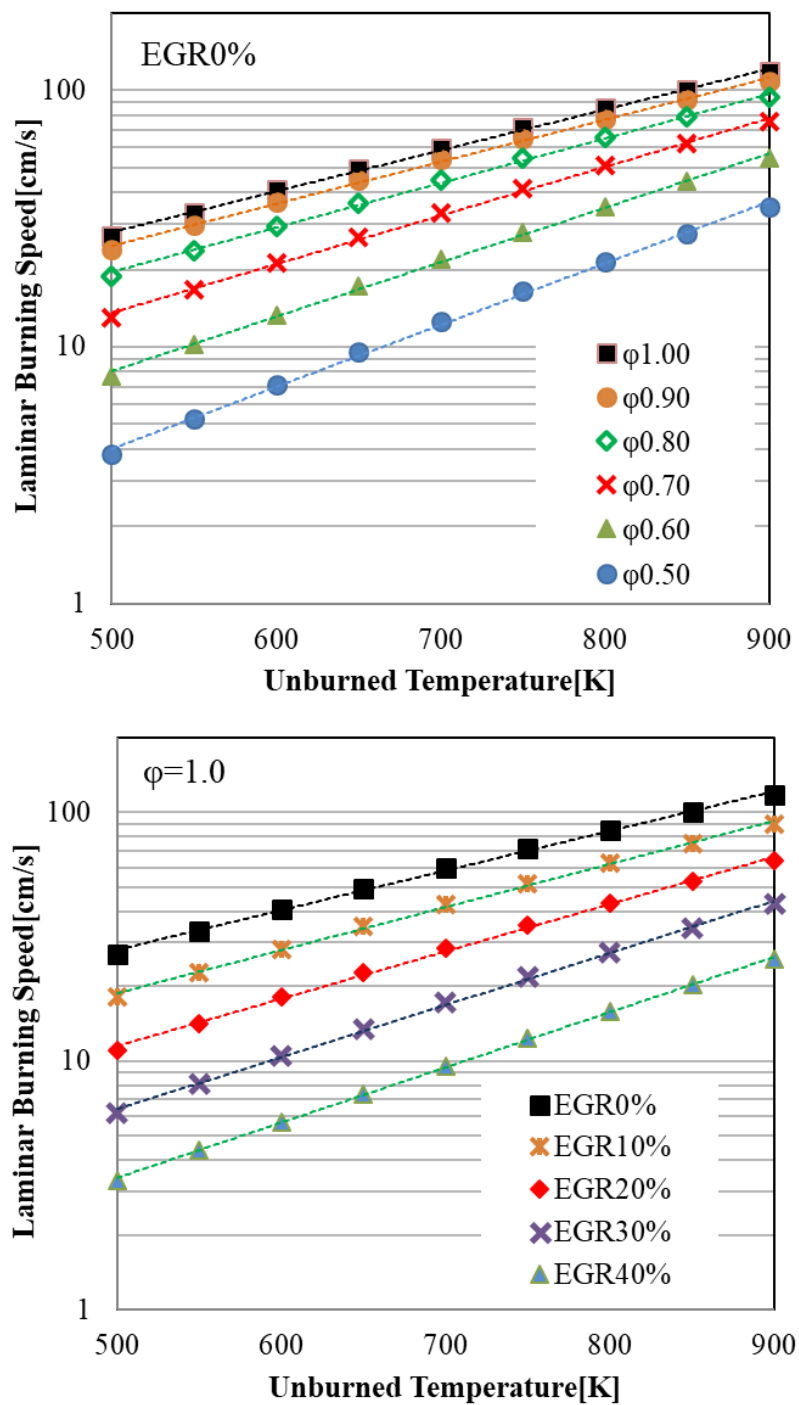 EGR0%
100
10
1
Laminar Burning Speed[cm/s]
φ1.00
φ0.90
φ0.80
φ0.70
φ0.60
φ0.50
500 600 700 800 900
Unburned Temperature[K]
φ=1.0
100
10
1
Laminar Burning Speed[cm/s]
EGR0%
EGR10%
EGR20%
EGR30%
EGR40%
500 600 700 800 900
Unburned Temperature[K]